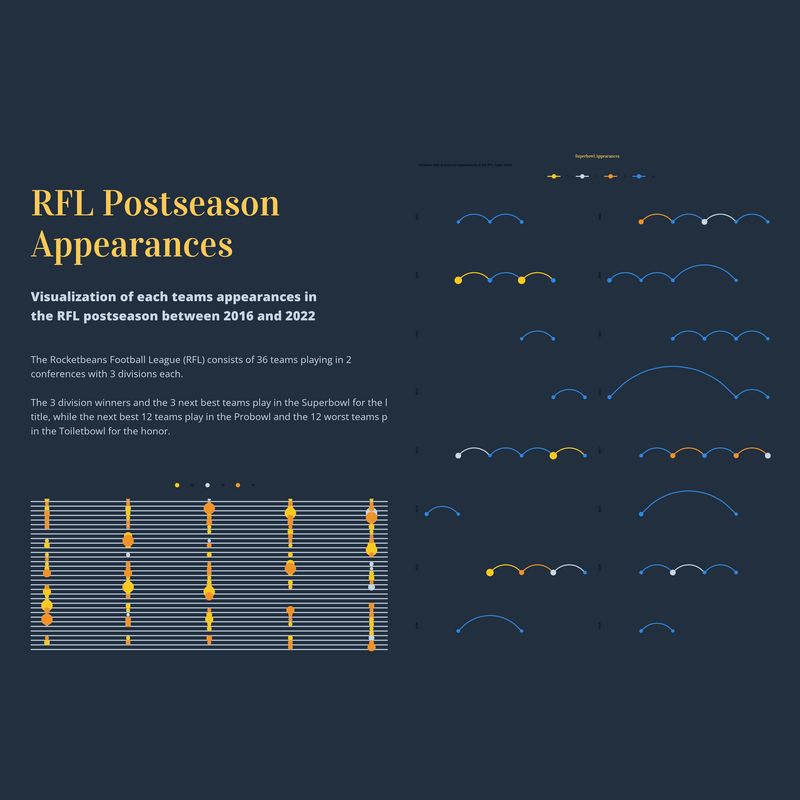 RFL Postseason
Appearances
Visualization of each teams appearances in
the RFL postseason between 2016 and 2022
The Rocketbeans Football League (RFL) consists of 36 teams playing in 2
conferences with 3 divisions each.
The 3 division winners and the 3 next best teams play in the Superbowl for the l
title, while the next best 12 teams play in the Probowl and the 12 worst teams p
in the Toiletbowl for the honor.
Superbowl Appearances